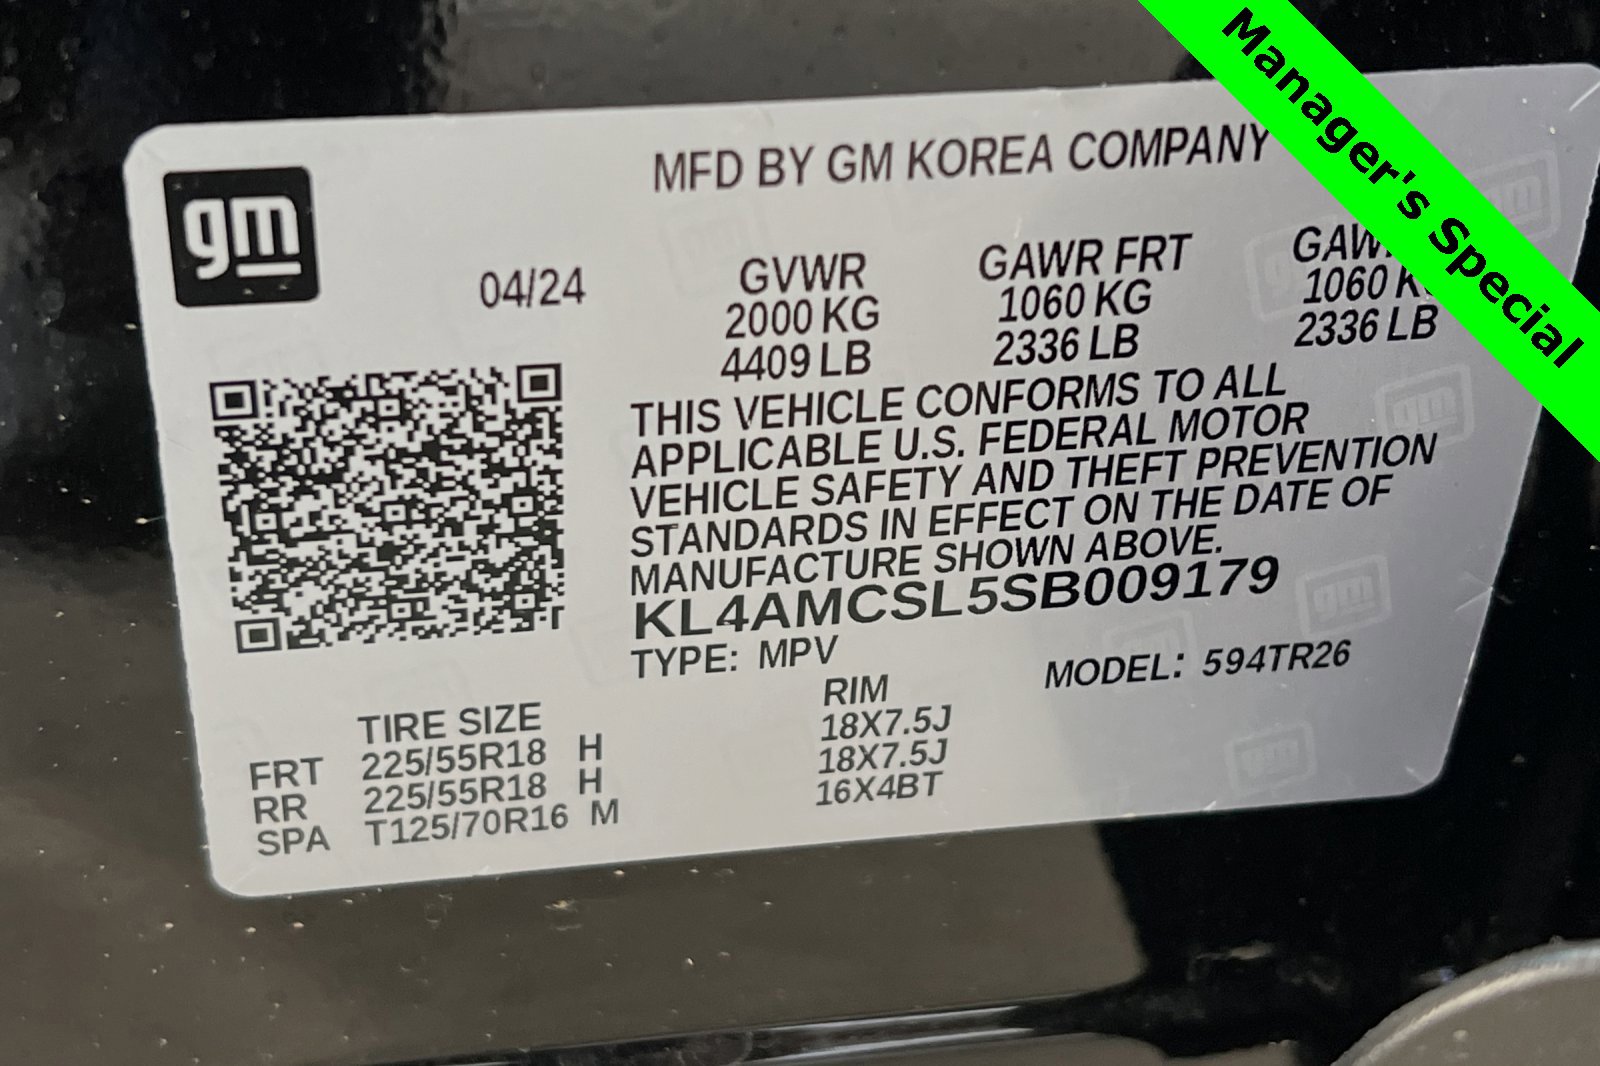 Manager's Special
gm
MFD BY GM KOREA COMPANY
04/24
GVWR
2000 KG
4409 LB
GAWR FRT
1060 KG
2336 LB
1060
2336 LB
THIS VEHICLE CONFORMS TO ALL
APPLICABLE U.S. FEDERAL MOTOR
VEHICLE SAFETY AND THEFT PREVENTION
STANDARDS IN EFFECT ON THE DATE OF
MANUFACTURE SHOWN ABOVE.
KL4AMCSL5SB009179
TYPE: MPV
MODEL: 594TR26
TIRE SIZE RIM
FRT 225/55R18 H 18X7.5J
RR 225/55R18 H 18X7.5J
SPA T125/70R16 M 16X4BT